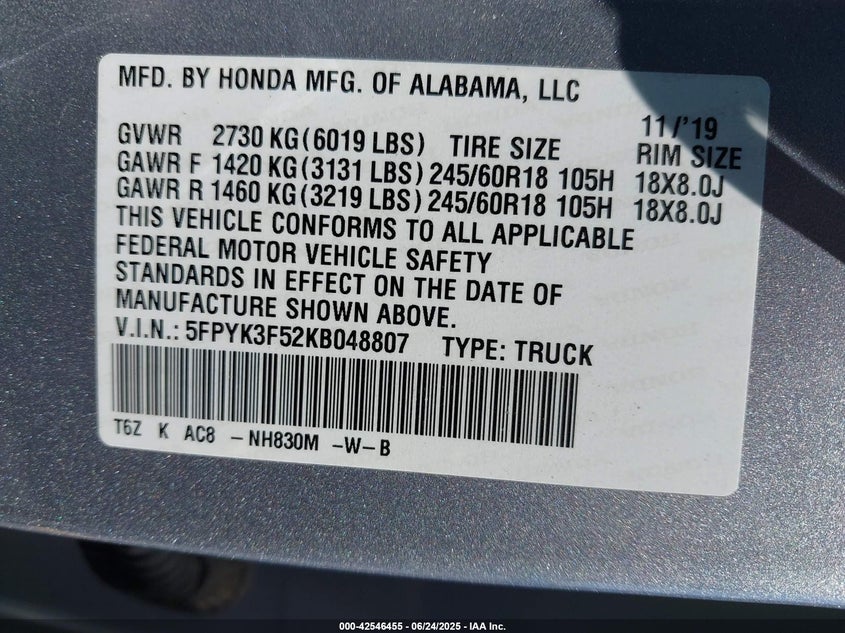 MFD. BY HONDA MFG. OF ALABAMA, LLC
11/'19
GVWR 2730 KG(6019 LBS) TIRE SIZE RIM SIZE
GAWR F 1420 KG(3131 LBS) 245/60R18 105H 18X8.0J
GAWR R 1460 KG(3219 LBS) 245/60R18 105H 18X8.0J
THIS VEHICLE CONFORMS TO ALL APPLICABLE
FEDERAL MOTOR VEHICLE SAFETY
STANDARDS IN EFFECT ON THE DATE OF
MANUFACTURE SHOWN ABOVE.
V.I.N.: 5FPYK3F52KB048807 TYPE: TRUCK
T6Z K AC8 -NH830M -W-B
000-42546455 - 06/24/2025 - IAA Inc.